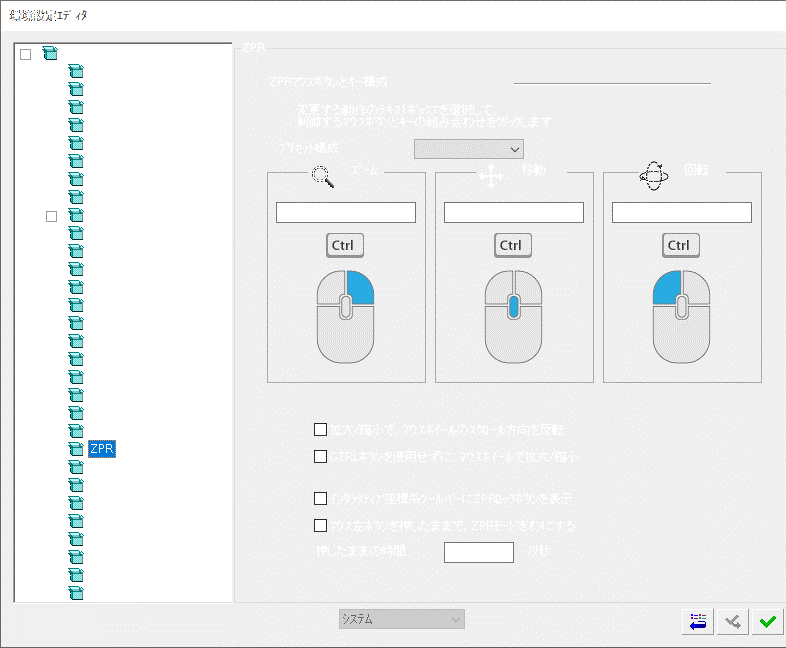 環境設定エディタ
ZPR
ZPRマウスボタンとキー構成
変更する動作のテキストボックスを選択して、
制御するマウスボタンとキーの組み合わせをクリックします
プリセット構成
ズーム
移動
回転
Ctrl
Ctrl
Ctrl
ZPR
拡大/縮小で、マウスホイールのスクロール方向を反転
CTRLボタンを使用せずに、マウスホイールで拡大/縮小
インタラクティブ座標系ツールバーにZPRロックボタンを表示
マウス左ボタンを押したままで、ZPRモードをオンにする
押したままの時間
システム